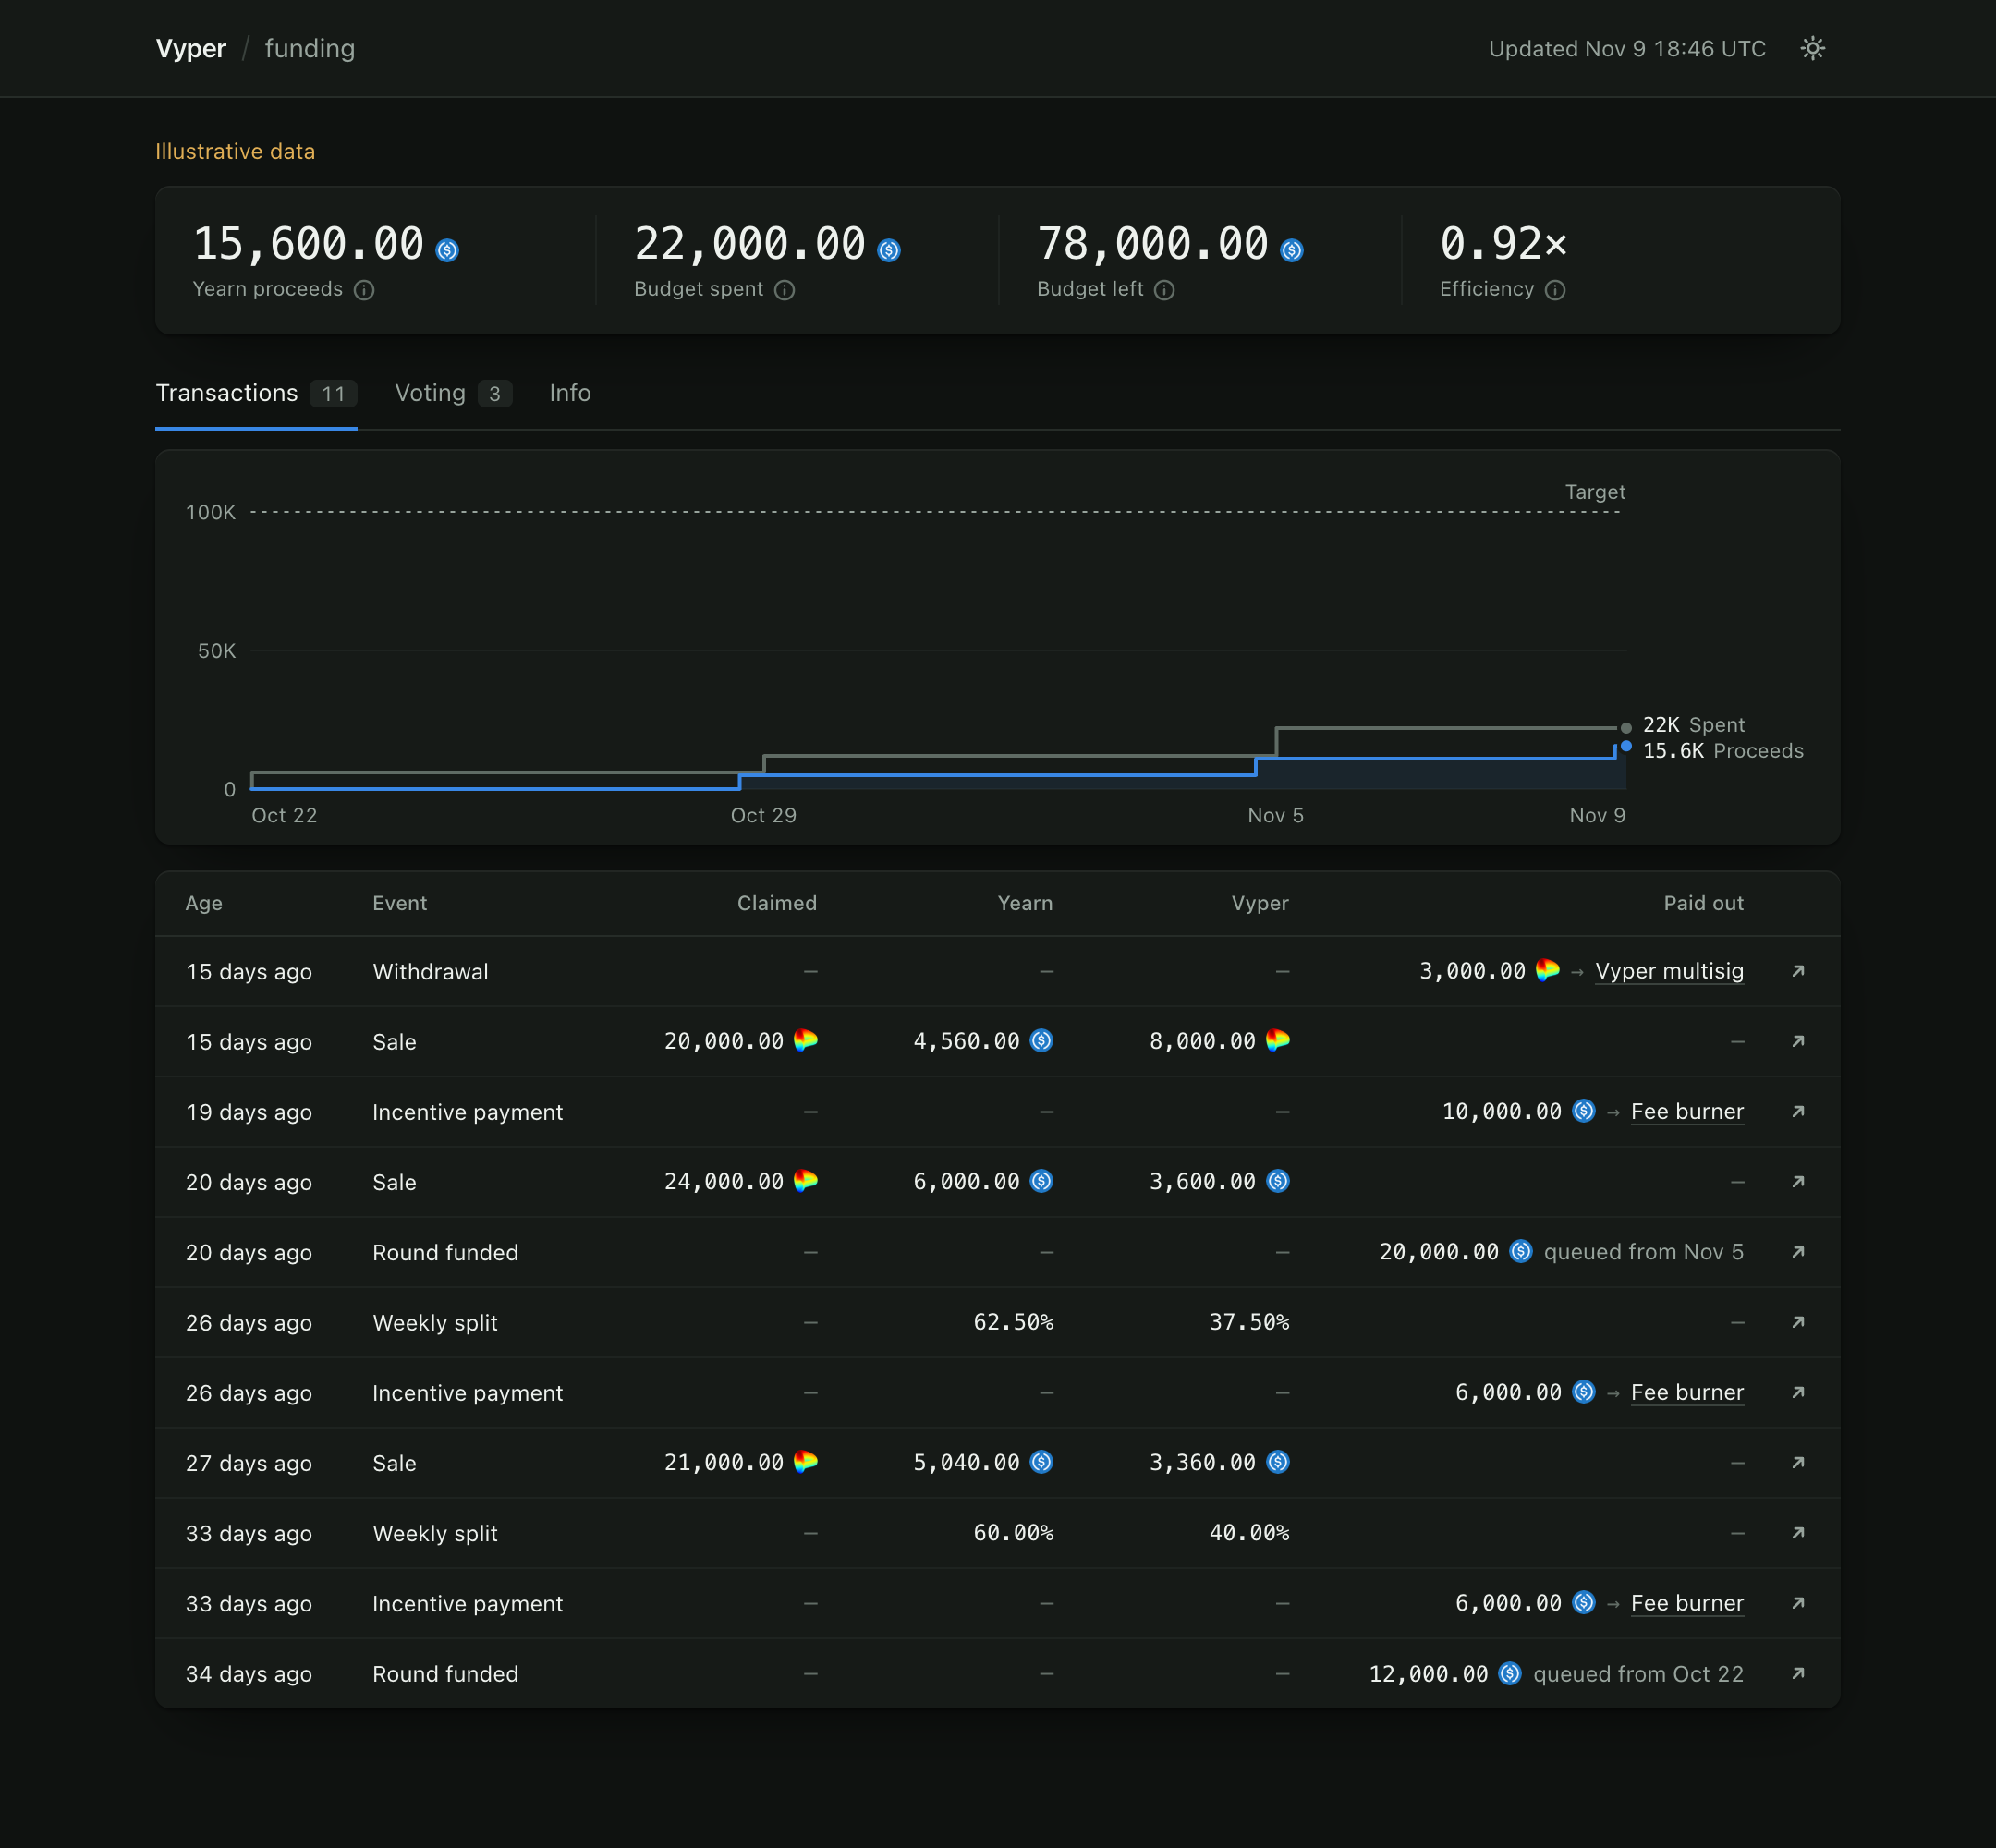 Vyper / funding Updated Nov 9 18:46 UTC
Illustrative data
15,600.00 22,000.00 78,000.00 0.92×
Yearn proceeds Budget spent Budget left Efficiency
Transactions 11 Voting 3 Info
Target
100K
50K
22K Spent
15.6K Proceeds
0
Oct 22 Oct 29 Nov 5 Nov 9
Age Event Claimed Yearn Vyper Paid out
15 days ago Withdrawal — — — 3,000.00 → Vyper multisig ↗
15 days ago Sale 20,000.00 4,560.00 8,000.00 — ↗
19 days ago Incentive payment — — — 10,000.00 → Fee burner ↗
20 days ago Sale 24,000.00 6,000.00 3,600.00 — ↗
20 days ago Round funded — — — 20,000.00 queued from Nov 5 ↗
26 days ago Weekly split — 62.50% 37.50% — ↗
26 days ago Incentive payment — — — 6,000.00 → Fee burner ↗
27 days ago Sale 21,000.00 5,040.00 3,360.00 — ↗
33 days ago Weekly split — 60.00% 40.00% — ↗
33 days ago Incentive payment — — — 6,000.00 → Fee burner ↗
34 days ago Round funded — — — 12,000.00 queued from Oct 22 ↗